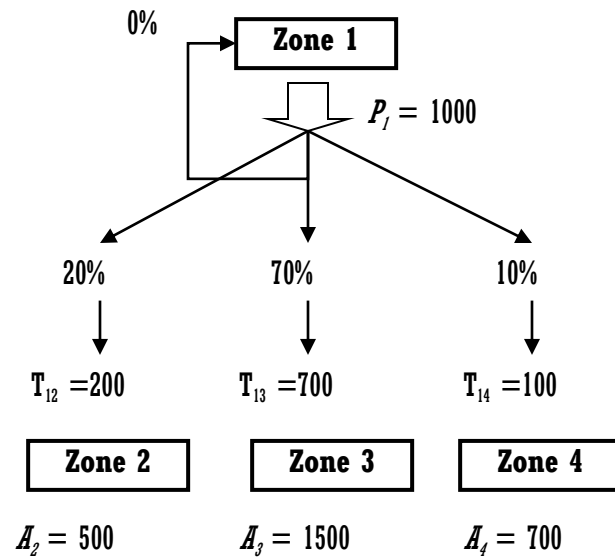 0%
Zone 1
P₁ = 1000
20% 70% 10%
T₁₂ =200 T₁₃ =700 T₁₄ =100
Zone 2 Zone 3 Zone 4
A₂ = 500 A₃ = 1500 A₄ = 700